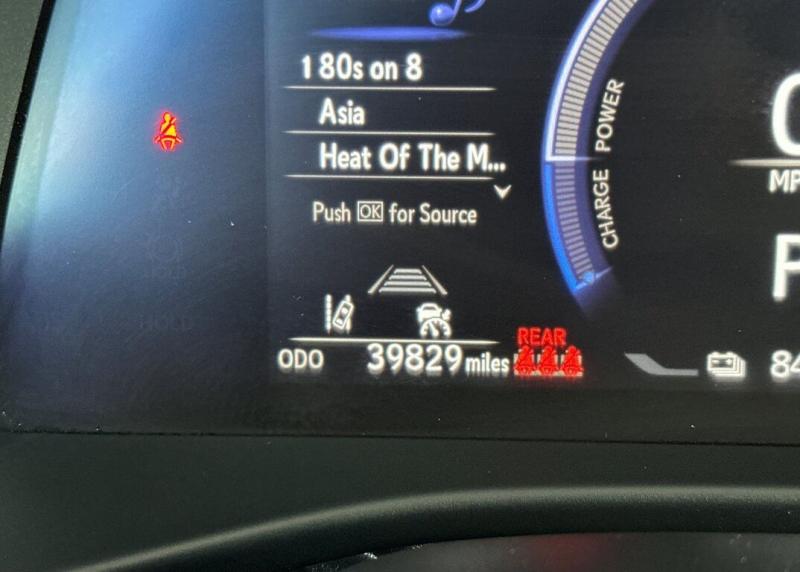 1 80s on 8
Asia
Heat Of The M...
Push OK for Source
POWER
CHARGE
REAR
ODO 39829 miles